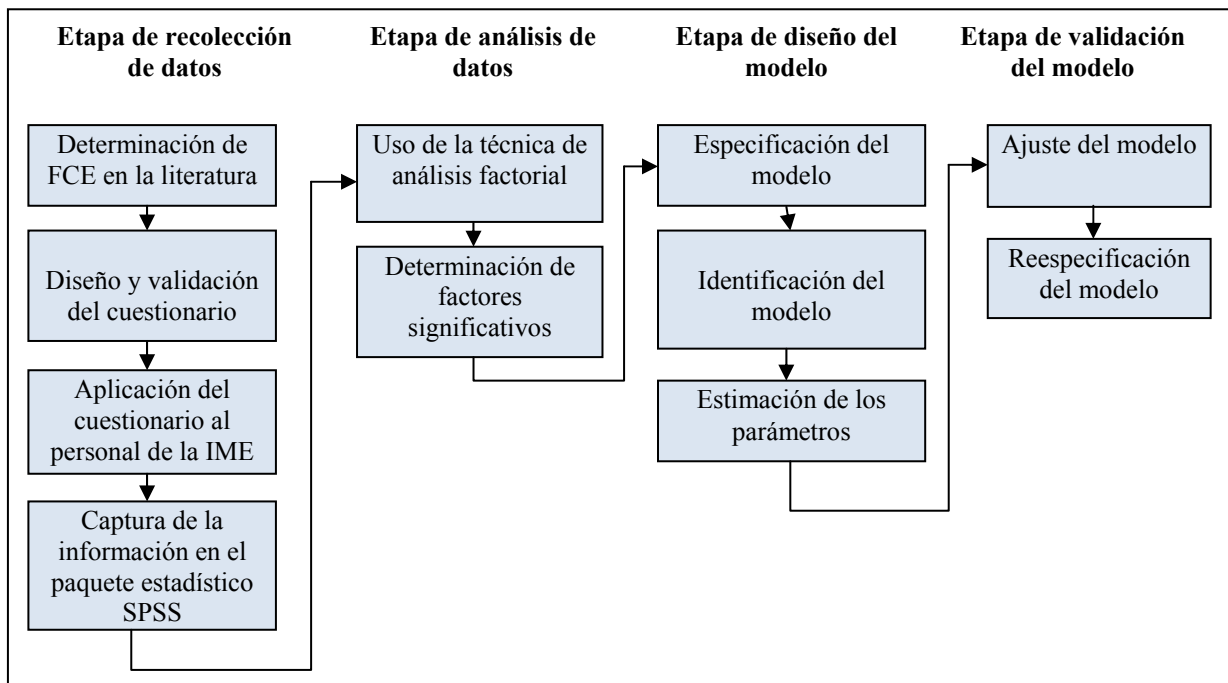 Etapa de recolección
de datos
Determinación de
FCE en la literatura
Diseño y validación
del cuestionario
Aplicación del
cuestionario al
personal de la IME
Captura de la
información en el
paquete estadístico
SPSS
Etapa de análisis de
datos
Uso de la técnica de
análisis factorial
Determinación de
factores
significativos
Etapa de diseño del
modelo
Especificación del
modelo
Identificación del
modelo
Estimación de los
parámetros
Etapa de validación
del modelo
Ajuste del modelo
Reespecificación
del modelo